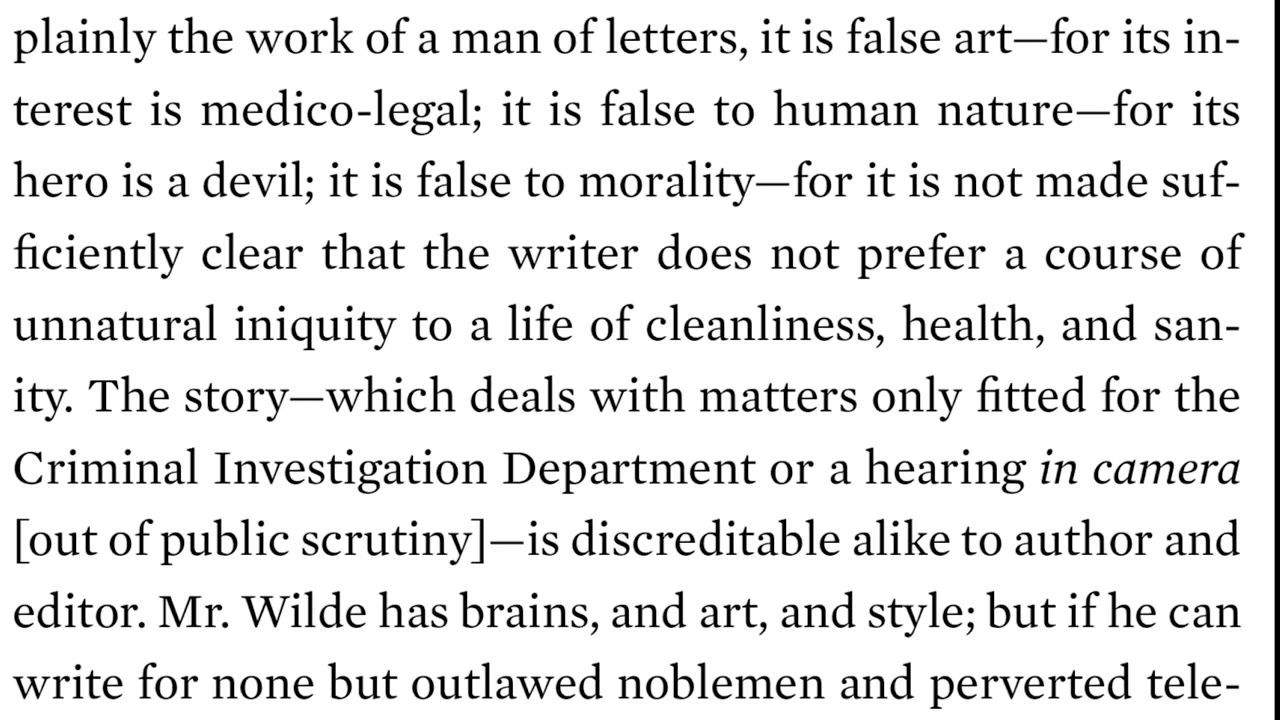 plainly the work of a man of letters, it is false art—for its in-
terest is medico-legal; it is false to human nature—for its
hero is a devil; it is false to morality—for it is not made suf-
ficiently clear that the writer does not prefer a course of
unnatural iniquity to a life of cleanliness, health, and san-
ity. The story—which deals with matters only fitted for the
Criminal Investigation Department or a hearing in camera
[out of public scrutiny]—is discreditable alike to author and
editor. Mr. Wilde has brains, and art, and style; but if he can
write for none but outlawed noblemen and perverted tele-